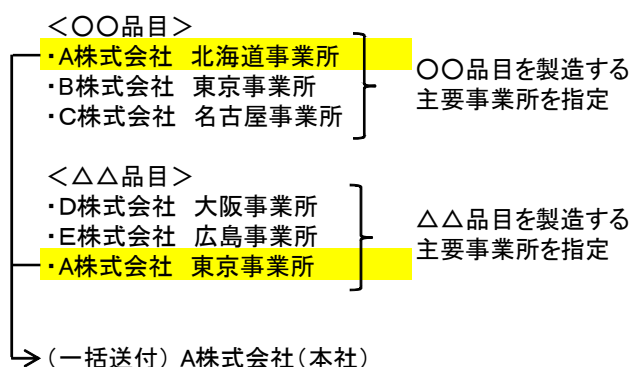 ＜〇〇品目＞
・A株式会社　北海道事業所
・B株式会社　東京事業所
・C株式会社　名古屋事業所
〇〇品目を製造する
主要事業所を指定
＜△△品目＞
・D株式会社　大阪事業所
・E株式会社　広島事業所
・A株式会社　東京事業所
△△品目を製造する
主要事業所を指定
（一括送付） A株式会社（本社）